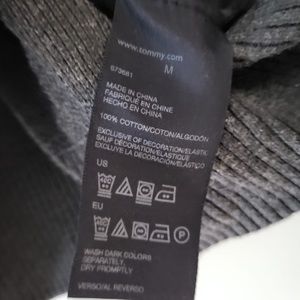 www.tommy.com
M
673661
MADE IN CHINA
FABRIQUÉ EN CHINE
HECHO EN CHINA
100% COTTON/COTON/ALGODÓN
EXCLUSIVE OF DECORATION/ELASTIC
SAUF DÉCORATION/ÉLASTIQUE
EXCLUYE LA DECORACIÓN/ELÁSTICO
US
EU
P
WASH DARK COLORS
SEPARATELY,
DRY PROMPTLY
VERSO/AL REVERSO